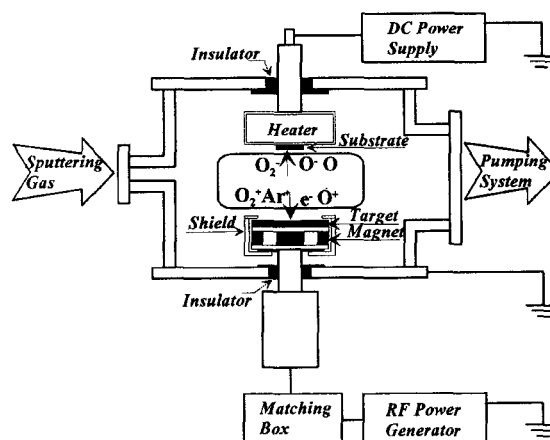 DC Power
Supply
Insulator
Heater
Substrate
Sputtering
Gas
O₂⁻ O⁻ O
Pumping
System
O₂⁺Ar⁺ e⁻ O⁺
Shield
Target
Magnet
Insulator
Matching
Box
RF Power
Generator